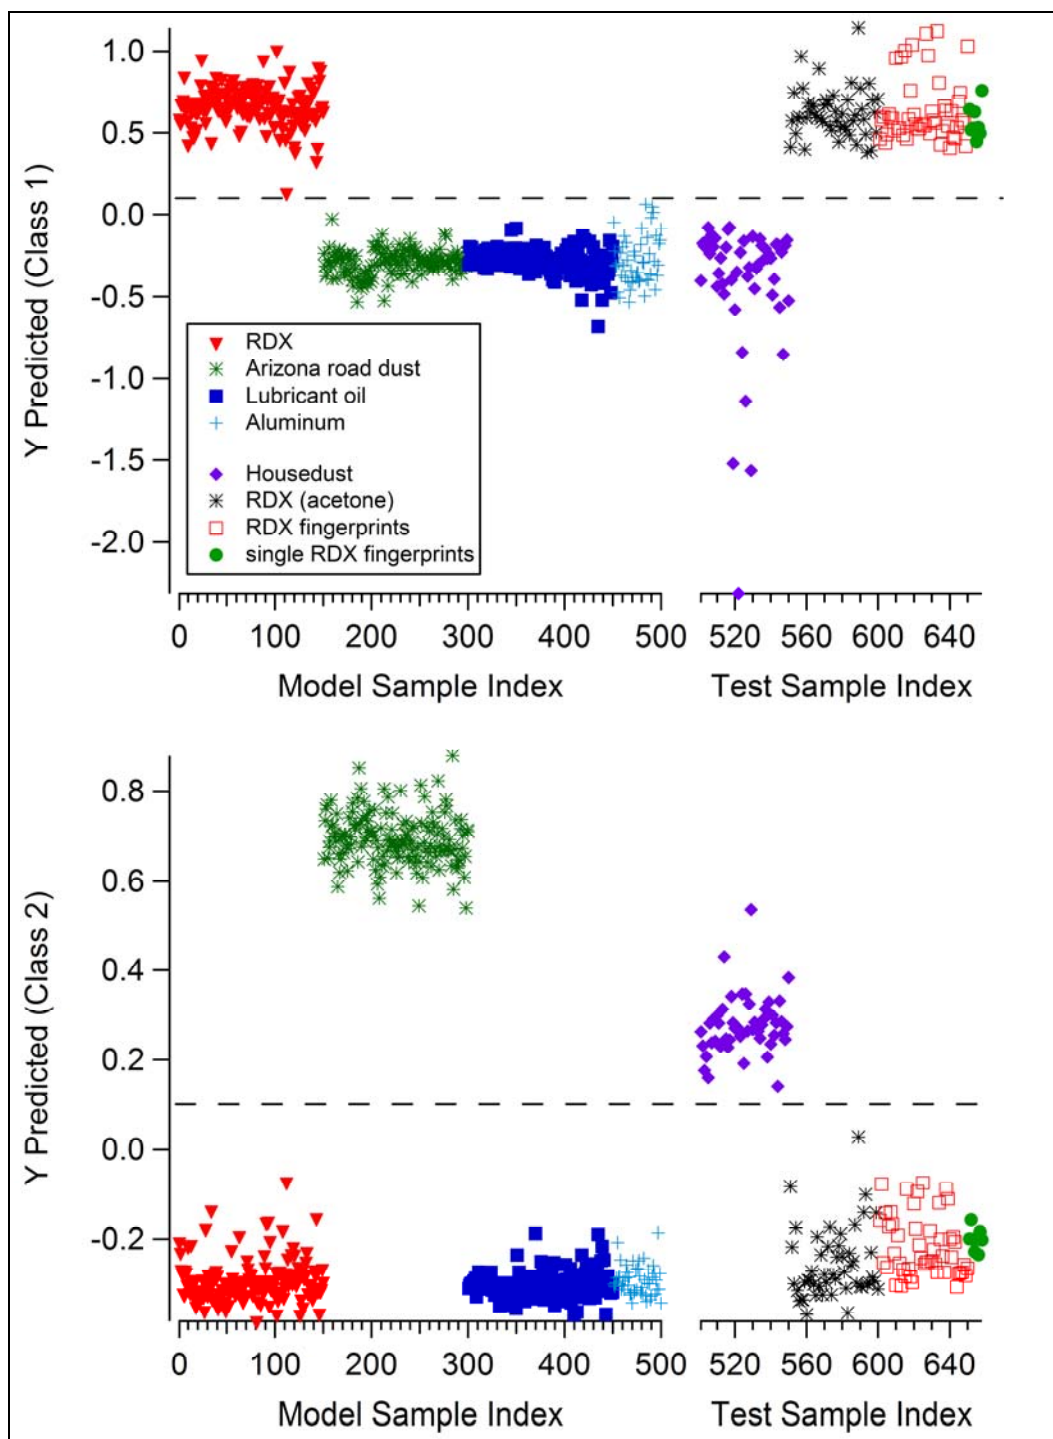 Y Predicted (Class 1)
1.0
0.5
0.0
-0.5
-1.0
-1.5
-2.0
RDX
Arizona road dust
Lubricant oil
Aluminum
Housedust
RDX (acetone)
RDX fingerprints
single RDX fingerprints
0 100 200 300 400 500 520 560 600 640
Model Sample Index Test Sample Index
Y Predicted (Class 2)
0.8
0.6
0.4
0.2
0.0
-0.2
0 100 200 300 400 500 520 560 600 640
Model Sample Index Test Sample Index